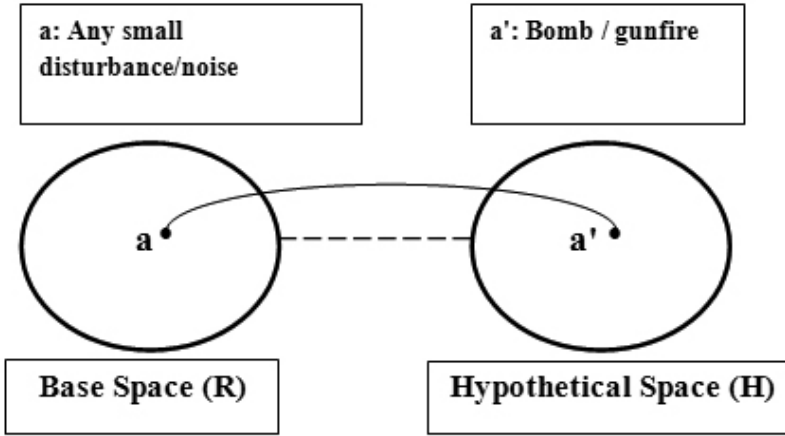 a: Any small
disturbance/noise
a': Bomb / gunfire
a
a'
Base Space (R)
Hypothetical Space (H)